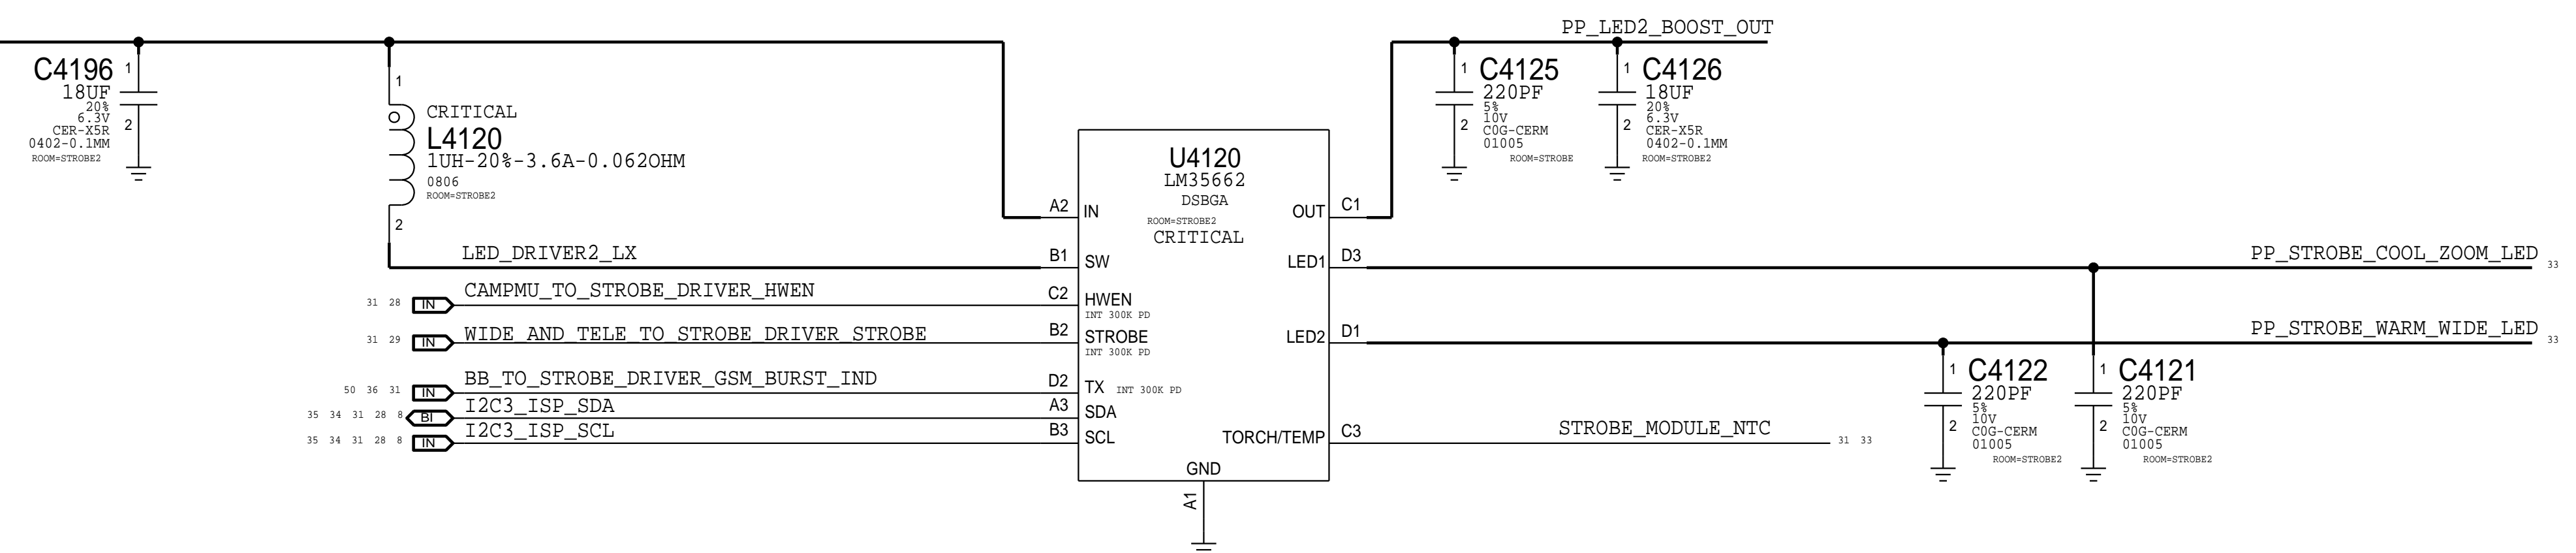 PP_LED2_BOOST_OUT
C4196
1
18UF
20%
6.3V
2
CER-X5R
0402-0.1MM
ROOM=STROBE2
1
CRITICAL
L4120
1UH-20%-3.6A-0.062OHM
0806
ROOM=STROBE2
2
1
C4125
220PF
5%
10V
2
C0G-CERM
01005
ROOM=STROBE
1
C4126
18UF
20%
6.3V
2
CER-X5R
0402-0.1MM
ROOM=STROBE2
U4120
LM35662
DSBGA
ROOM=STROBE2
CRITICAL
A2 IN
OUT C1
LED_DRIVER2_LX
B1 SW
LED1 D3
PP_STROBE_COOL_ZOOM_LED 33
31 28 IN CAMPMU_TO_STROBE_DRIVER_HWEN
C2 HWEN
INT 300K PD
31 29 IN WIDE_AND_TELE_TO_STROBE_DRIVER_STROBE
B2 STROBE
INT 300K PD
LED2 D1
PP_STROBE_WARM_WIDE_LED 33
50 36 31 IN BB_TO_STROBE_DRIVER_GSM_BURST_IND
D2 TX INT 300K PD
35 34 31 28 8 BI I2C3_ISP_SDA
A3 SDA
35 34 31 28 8 IN I2C3_ISP_SCL
B3 SCL
TORCH/TEMP C3
STROBE_MODULE_NTC 31 33
GND
A1
1
C4122
220PF
5%
10V
2
C0G-CERM
01005
ROOM=STROBE2
1
C4121
220PF
5%
10V
2
C0G-CERM
01005
ROOM=STROBE2